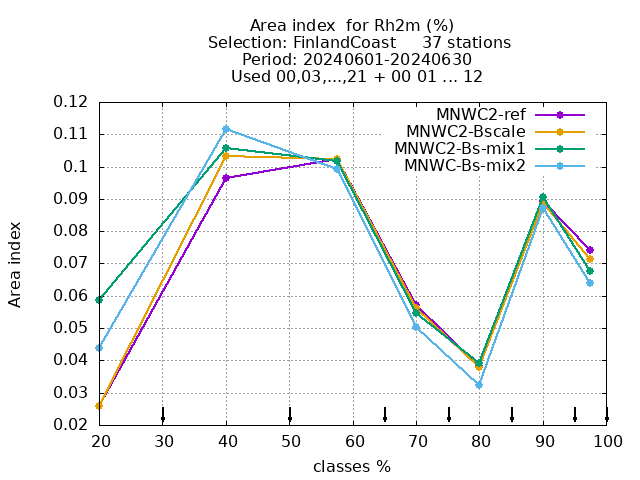 Area index  for Rh2m (%)
Selection: FinlandCoast     37 stations
Period: 20240601-20240630
Used 00,03,...,21 + 00 01 ... 12
MNWC2-ref
MNWC2-Bscale
MNWC2-Bs-mix1
MNWC-Bs-mix2
0.12
0.11
0.1
0.09
0.08
0.07
0.06
0.05
0.04
0.03
0.02
Area index
20 30 40 50 60 70 80 90 100
classes %